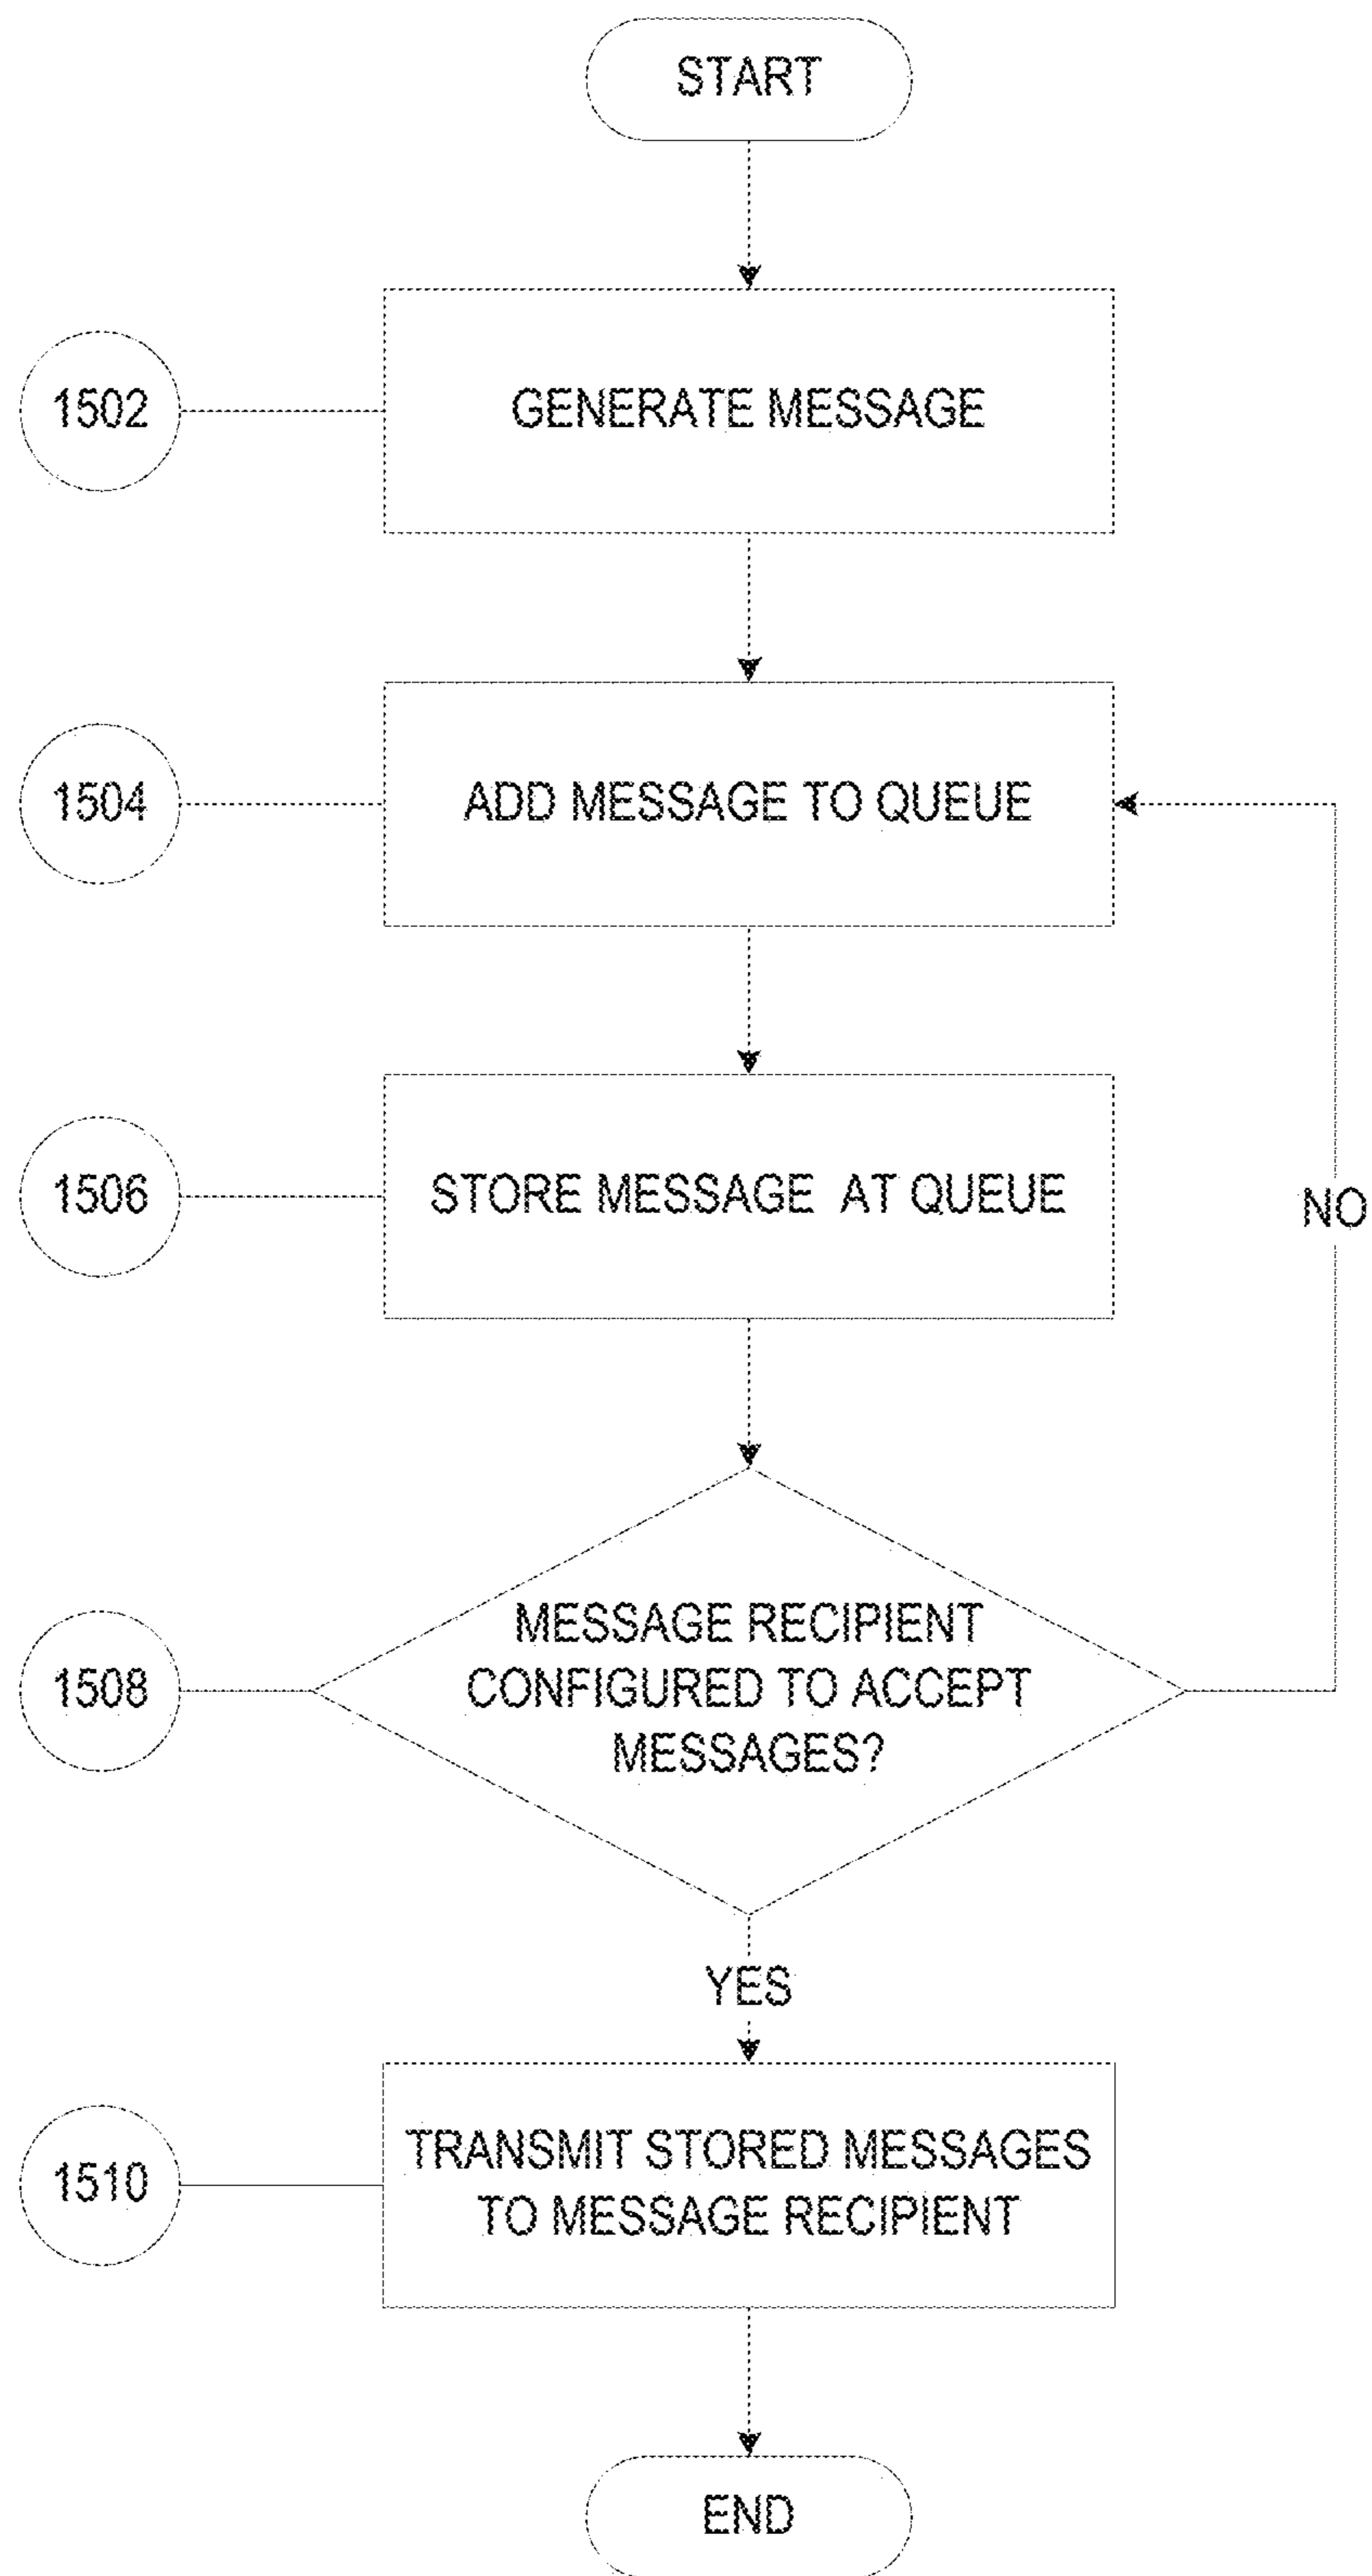 START
1502
GENERATE MESSAGE
1504
ADD MESSAGE TO QUEUE
1506
STORE MESSAGE AT QUEUE
NO
1508
MESSAGE RECIPIENT
CONFIGURED TO ACCEPT
MESSAGES?
YES
1510
TRANSMIT STORED MESSAGES
TO MESSAGE RECIPIENT
END